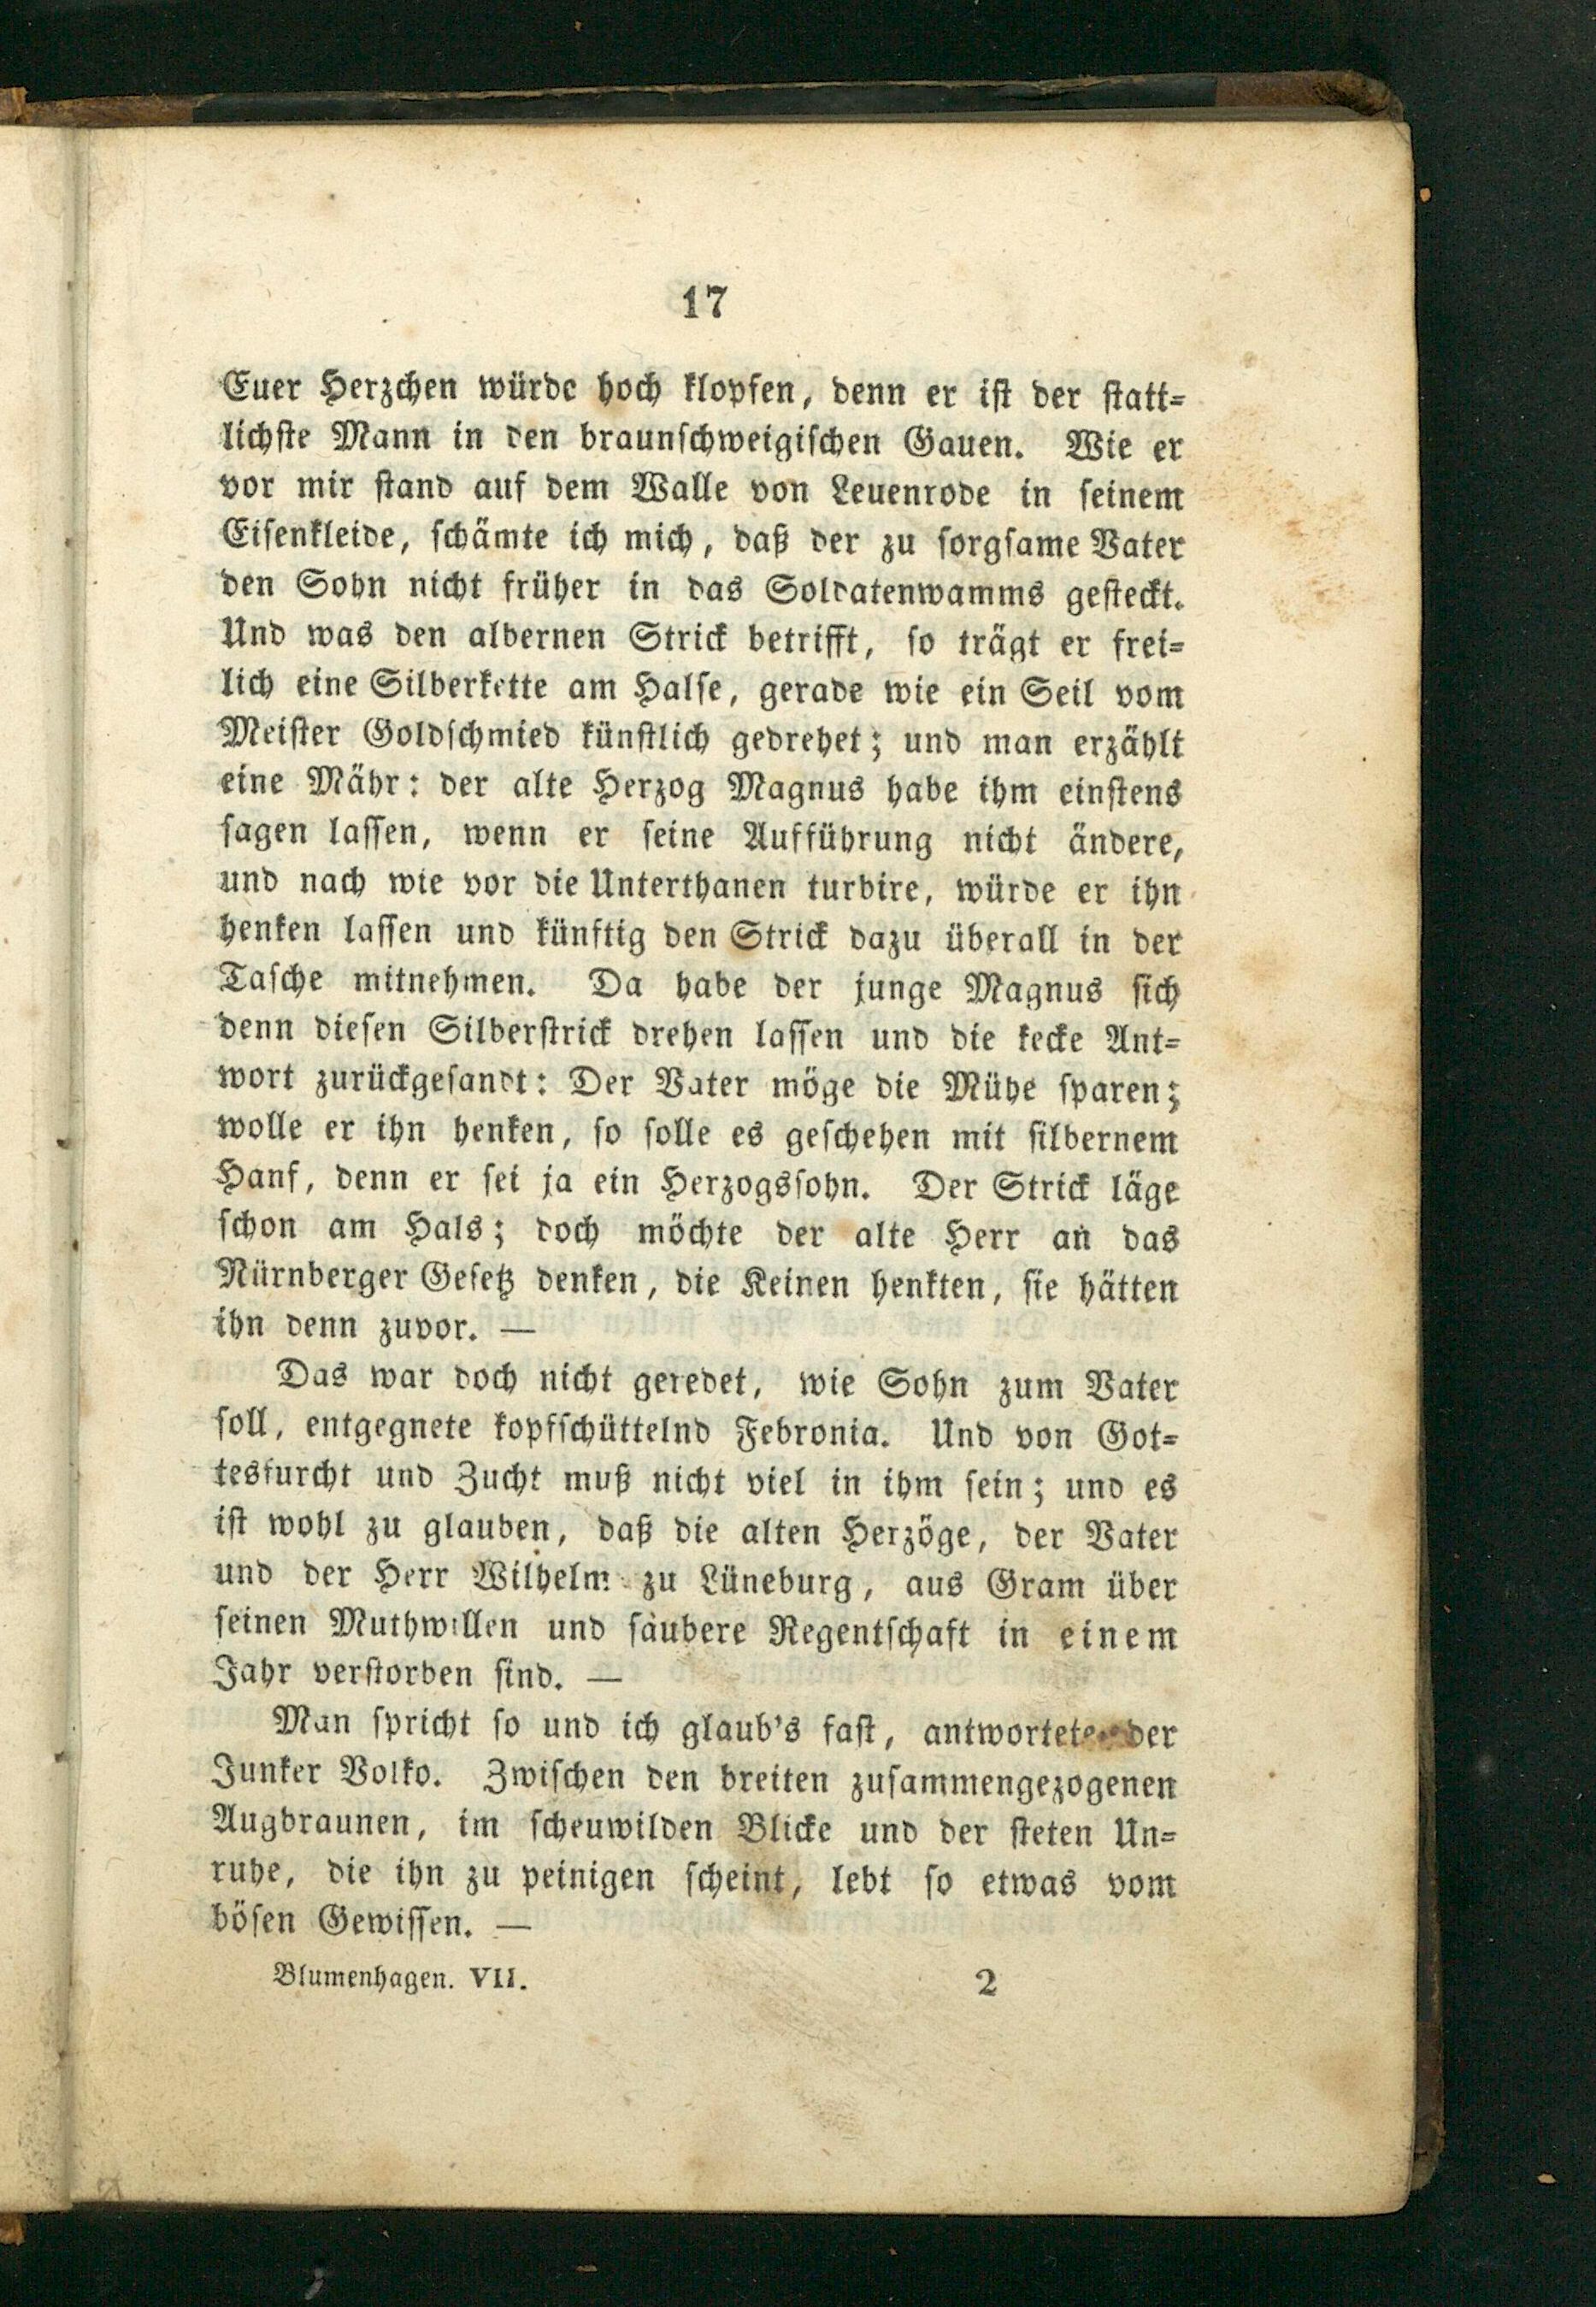 17
Euer Herzchen würde hoch klopfen, denn er ist der statt-
lichste Mann in den braunschweigischen Gauen. Wie er
vor mir stand auf dem Walle von Leuenrode in seinem
Eisenkleide, schämte ich mich, daß der zu sorgsame Vater
den Sohn nicht früher in das Soldatenwamms gesteckt.
Und was den albernen Strick betrifft, so trägt er frei-
lich eine Silberkette am Halse, gerade wie ein Seil vom
Meister Goldschmied künstlich gedrehet; und man erzählt
eine Mähr: der alte Herzog Magnus habe ihm einstens
sagen lassen, wenn er seine Aufführung nicht ändere,
und nach wie vor die Unterthanen turbire, würde er ihn
henken lassen und künftig den Strick dazu überall in der
Tasche mitnehmen. Da habe der junge Magnus sich
denn diesen Silberstrick drehen lassen und die kecke Ant-
wort zurückgesandt: Der Vater möge die Mühe sparen;
wolle er ihn henken, so solle es geschehen mit silbernem
Hanf, denn er sei ja ein Herzogssohn. Der Strick läge
schon am Hals; doch möchte der alte Herr an das
Nürnberger Gesetz denken, die Keinen henkten, sie hätten
ihn denn zuvor. —
Das war doch nicht geredet, wie Sohn zum Vater
soll, entgegnete kopfschüttelnd Febronia. Und von Got-
tesfurcht und Zucht muß nicht viel in ihm sein; und es
ist wohl zu glauben, daß die alten Herzöge, der Vater
und der Herr Wilhelm zu Lüneburg, aus Gram über
seinen Muthwillen und saubere Regentschaft in einem
Jahr verstorben sind. —
Man spricht so und ich glaub's fast, antwortete der
Junker Volko. Zwischen den breiten zusammengezogenen
Augbraunen, im scheuwilden Blicke und der steten Un-
ruhe, die ihn zu peinigen scheint, lebt so etwas vom
bösen Gewissen. —
Blumenhagen. VII. 2